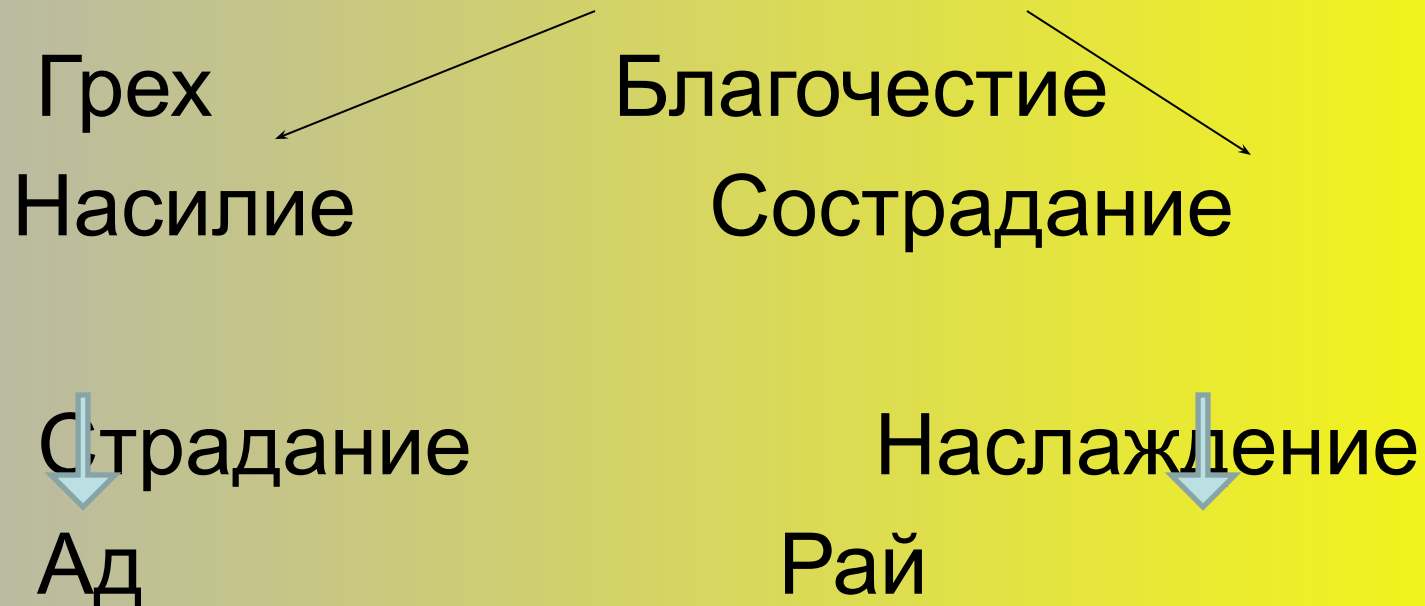 Грех Благочестие
Насилие Сострадание
Страдание Наслаждение
Ад Рай